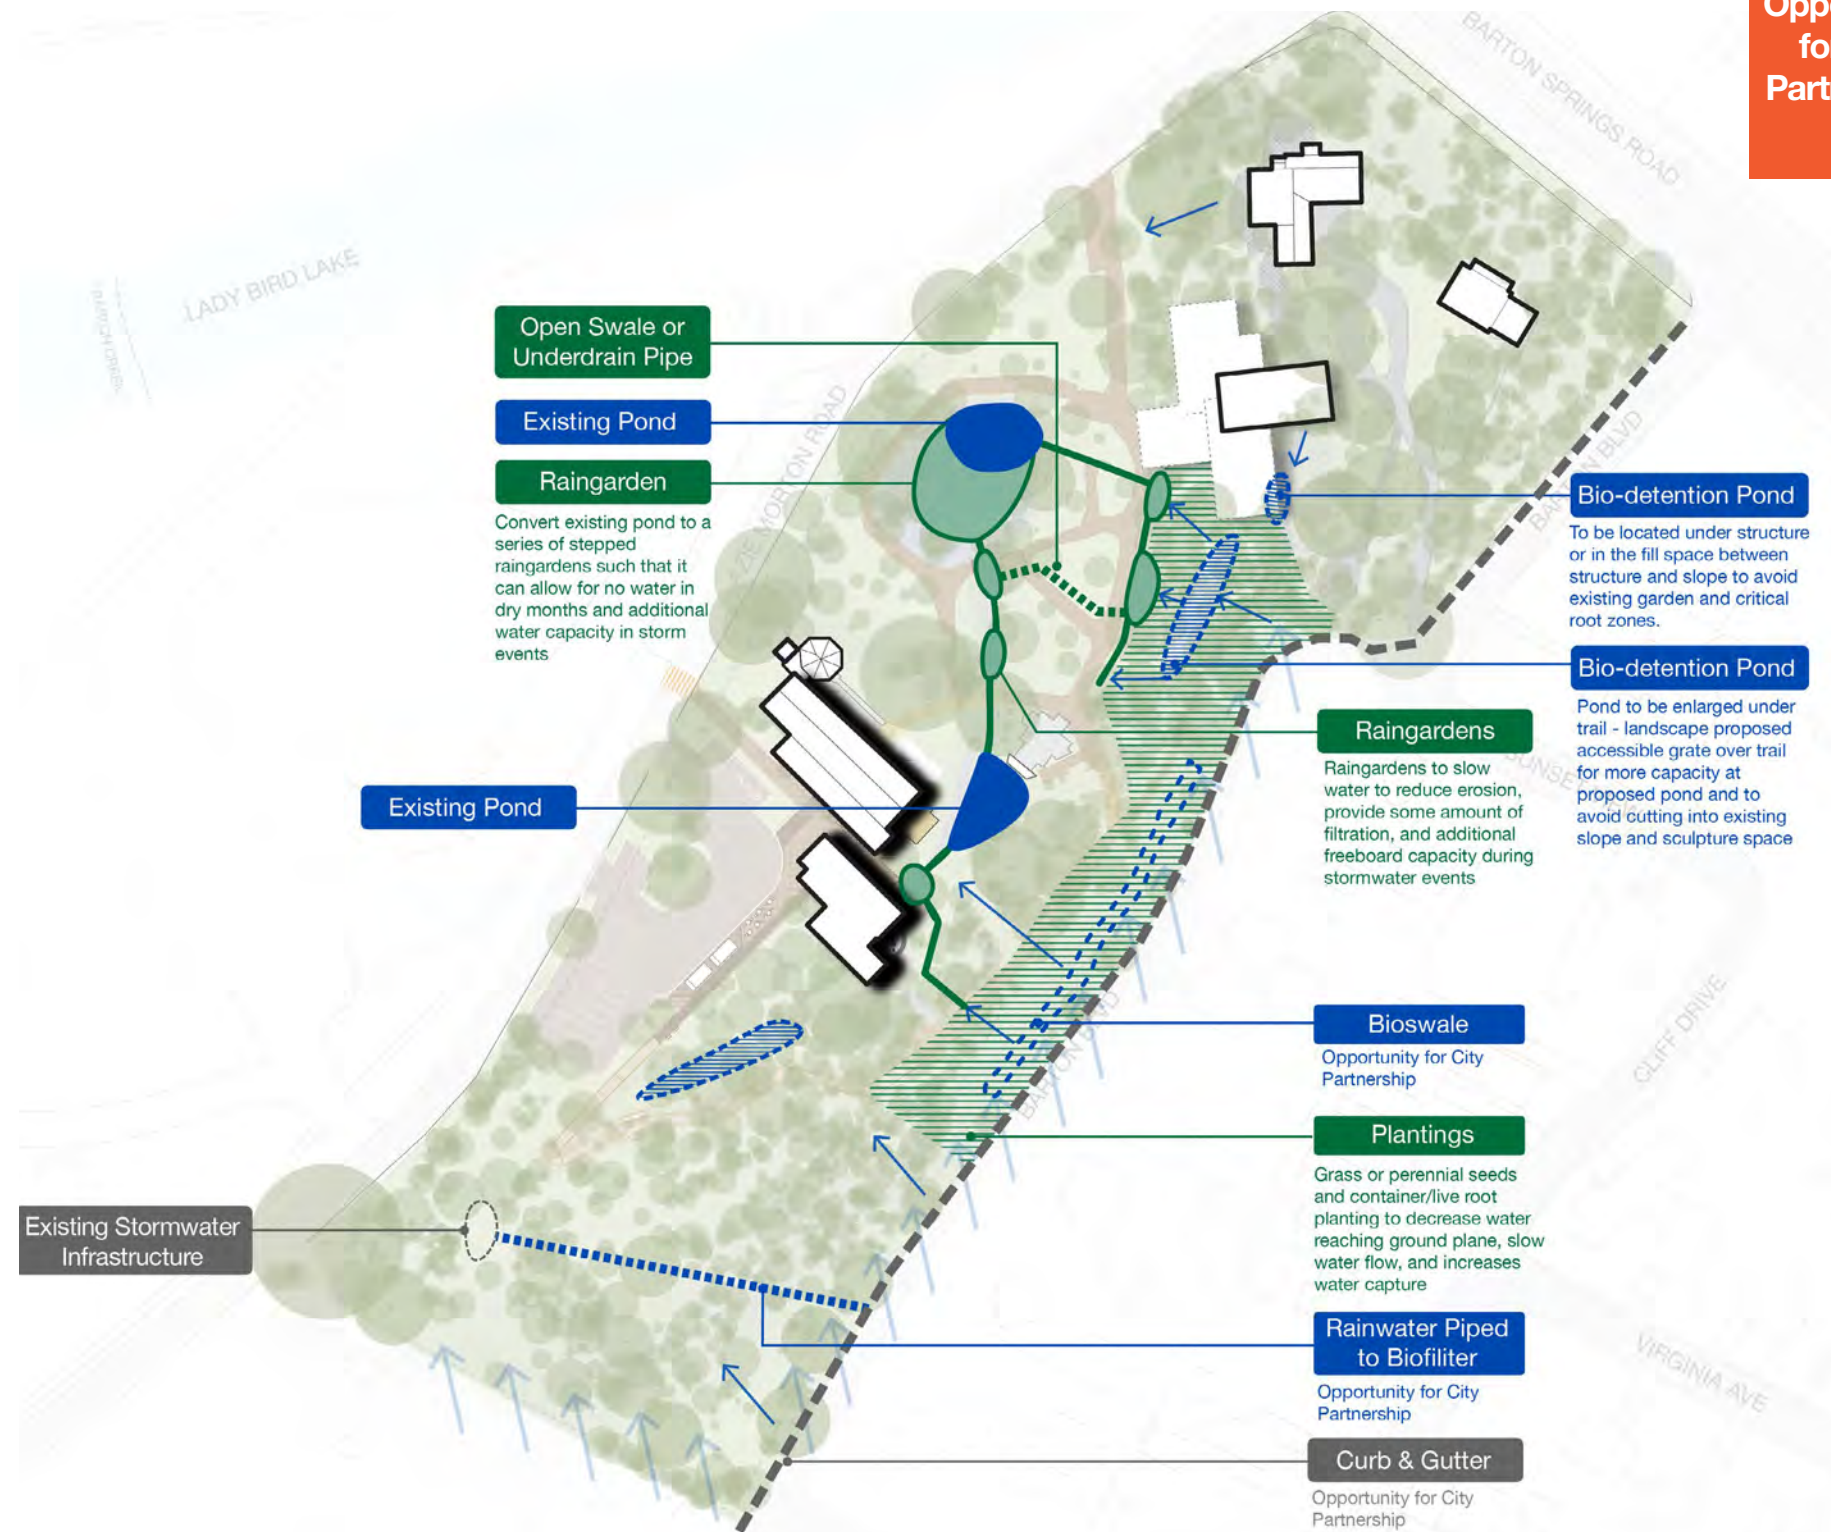 Oppo
fo
Part
BARTON SPRINGS ROAD
LADY BIRD LAKE
Open Swale or
Underdrain Pipe
Existing Pond
Raingarden
Convert existing pond to a
series of stepped
raingardens such that it
can allow for no water in
dry months and additional
water capacity in storm
events
BARTON BLVD
Bio-detention Pond
To be located under structure
or in the fill space between
structure and slope to avoid
existing garden and critical
root zones.
Bio-detention Pond
Pond to be enlarged under
trail - landscape proposed
accessible grate over trail
for more capacity at
proposed pond and to
avoid cutting into existing
slope and sculpture space
Raingardens
Raingardens to slow
water to reduce erosion,
provide some amount of
filtration, and additional
freeboard capacity during
stormwater events
Existing Pond
Bioswale
Opportunity for City
Partnership
BARTON BLVD
CLIFF DRIVE
Plantings
Grass or perennial seeds
and container/live root
planting to decrease water
reaching ground plane, slow
water flow, and increases
water capture
Existing Stormwater
Infrastructure
Rainwater Piped
to Biofiliter
Opportunity for City
Partnership
VIRGINIA AVE
Curb & Gutter
Opportunity for City
Partnership